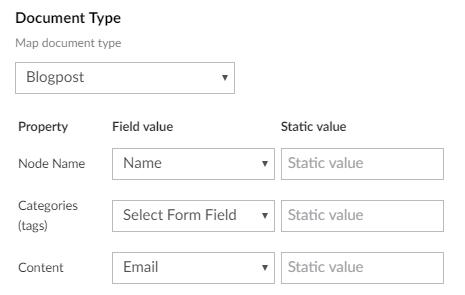 Document Type
Map document type
Blogpost
Property Field value Static value
Node Name Name Static value
Categories
(tags) Select Form Field Static value
Content Email Static value